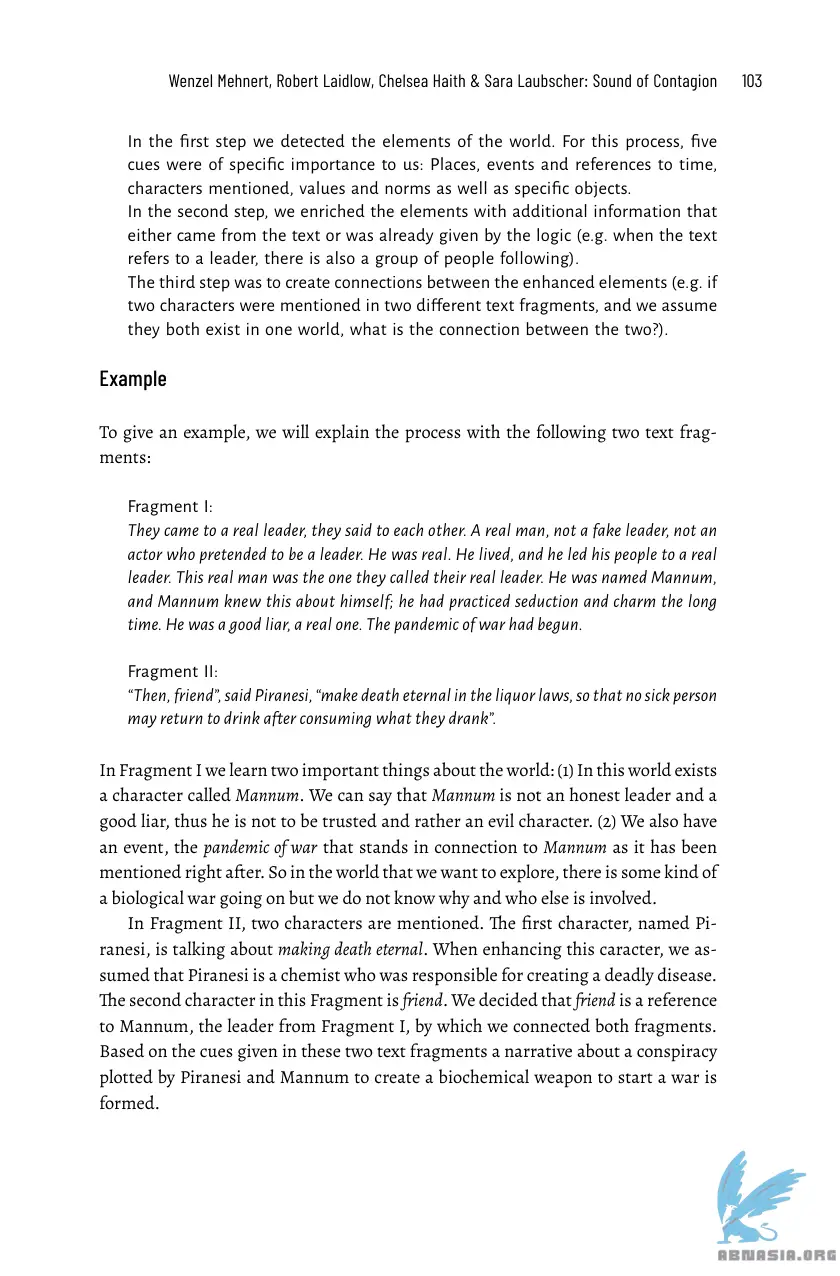 Wenzel Mehnert, Robert Laidlow, Chelsea Haith & Sara Laubscher: Sound of Contagion 103
In the first step we detected the elements of the world. For this process, five
cues were of specific importance to us: Places, events and references to time,
characters mentioned, values and norms as well as specific objects.
In the second step, we enriched the elements with additional information that
either came from the text or was already given by the logic (e.g. when the text
refers to a leader, there is also a group of people following).
The third step was to create connections between the enhanced elements (e.g. if
two characters were mentioned in two different text fragments, and we assume
they both exist in one world, what is the connection between the two?).
Example
To give an example, we will explain the process with the following two text frag-
ments:
Fragment I:
They came to a real leader, they said to each other. A real man, not a fake leader, not an
actor who pretended to be a leader. He was real. He lived, and he led his people to a real
leader. This real man was the one they called their real leader. He was named Mannum,
and Mannum knew this about himself; he had practiced seduction and charm the long
time. He was a good liar, a real one. The pandemic of war had begun.
Fragment II:
“Then, friend”, said Piranesi, “make death eternal in the liquor laws, so that no sick person
may return to drink after consuming what they drank”.
In Fragment I we learn two important things about the world: (1) In this world exists
a character called Mannum. We can say that Mannum is not an honest leader and a
good liar, thus he is not to be trusted and rather an evil character. (2) We also have
an event, the pandemic of war that stands in connection to Mannum as it has been
mentioned right after. So in the world that we want to explore, there is some kind of
a biological war going on but we do not know why and who else is involved.
In Fragment II, two characters are mentioned. The first character, named Pi-
ranesi, is talking about making death eternal. When enhancing this caracter, we as-
sumed that Piranesi is a chemist who was responsible for creating a deadly disease.
The second character in this Fragment is friend. We decided that friend is a reference
to Mannum, the leader from Fragment I, by which we connected both fragments.
Based on the cues given in these two text fragments a narrative about a conspiracy
plotted by Piranesi and Mannum to create a biochemical weapon to start a war is
formed.
ABNASIA.ORG